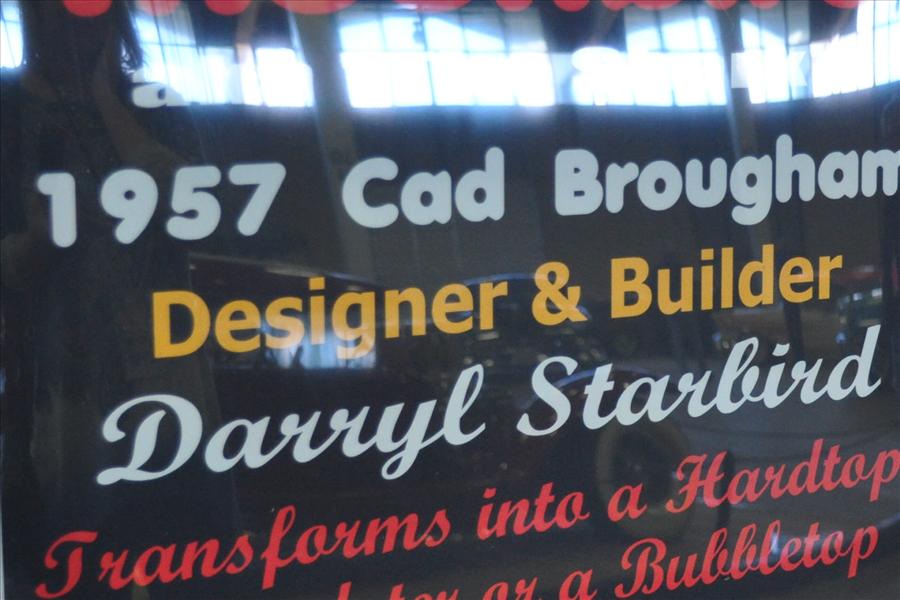 1957 Cad Brougham
Designer & Builder
Darryl Starbird
Transforms into a Hardtop
or a Bubbletop